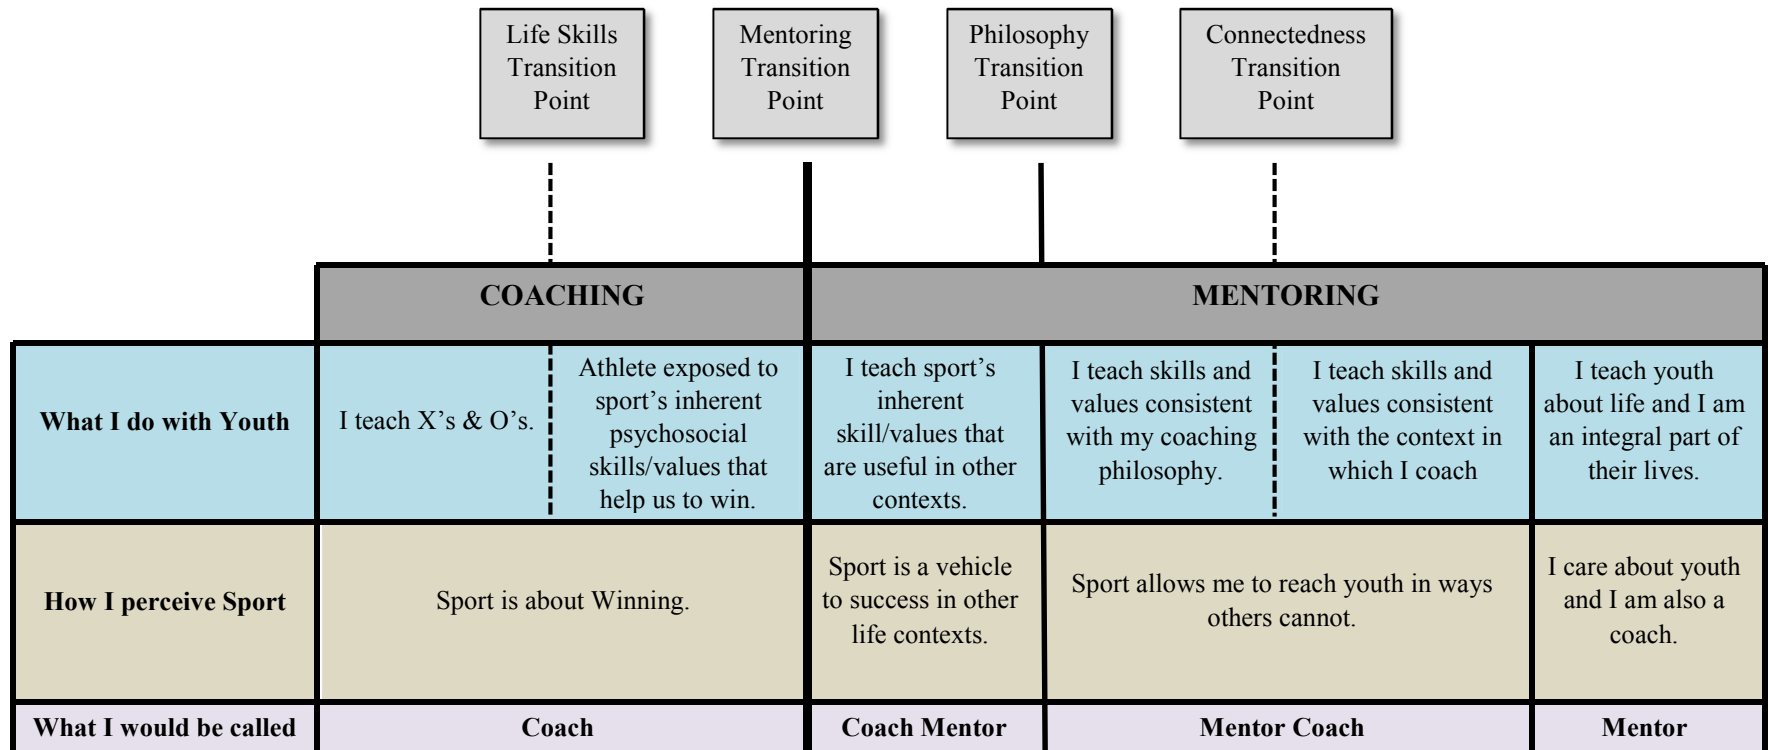 Life Skills
Transition
Point
Mentoring
Transition
Point
Philosophy
Transition
Point
Connectedness
Transition
Point
COACHING
MENTORING
What I do with Youth
I teach X’s & O’s.
Athlete exposed to
sport’s inherent
psychosocial
skills/values that
help us to win.
I teach sport’s
inherent
skill/values that
are useful in other
contexts.
I teach skills and
values consistent
with my coaching
philosophy.
I teach skills and
values consistent
with the context in
which I coach
I teach youth
about life and I am
an integral part of
their lives.
How I perceive Sport
Sport is about Winning.
Sport is a vehicle
to success in other
life contexts.
Sport allows me to reach youth in ways
others cannot.
I care about youth
and I am also a
coach.
What I would be called
Coach
Coach Mentor
Mentor Coach
Mentor